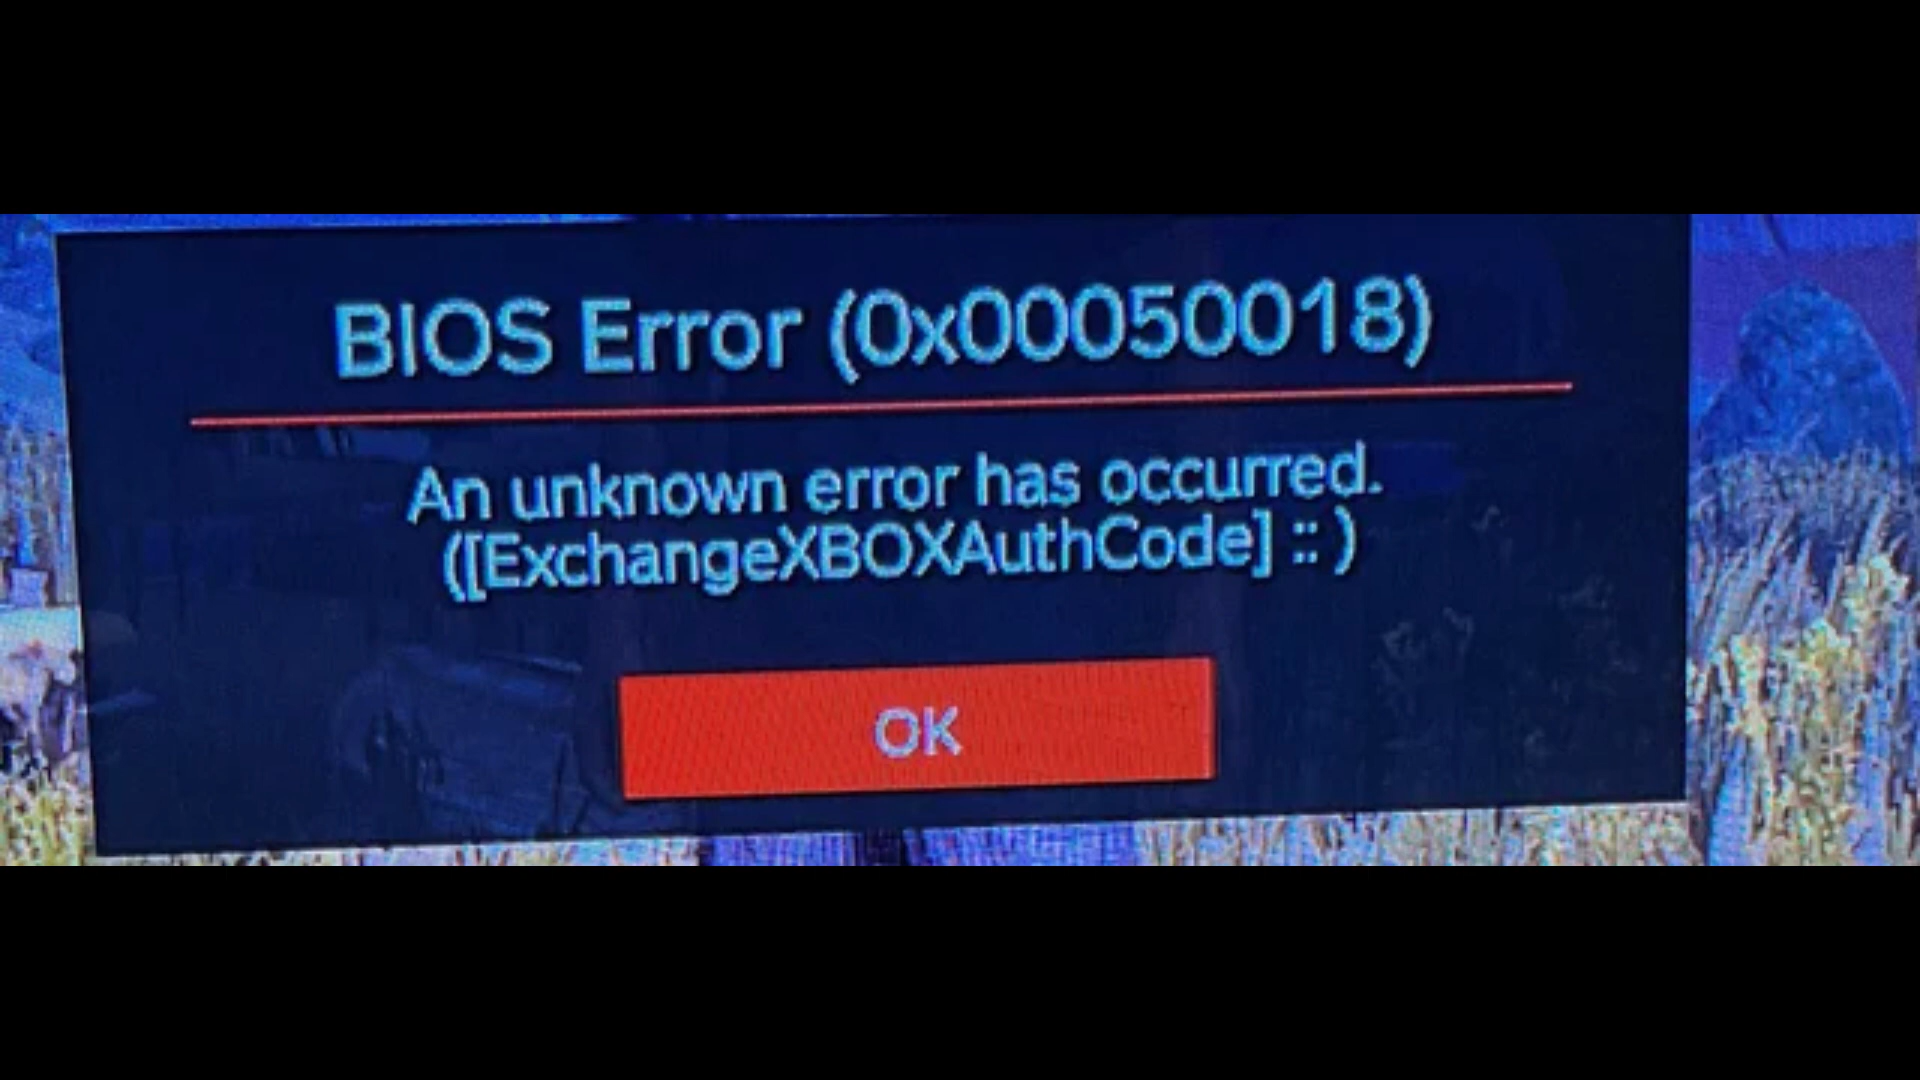 BIOS Error (0x00050018)
An unknown error has occurred.
([ExchangeXBOXAuthCode] :: )
OK